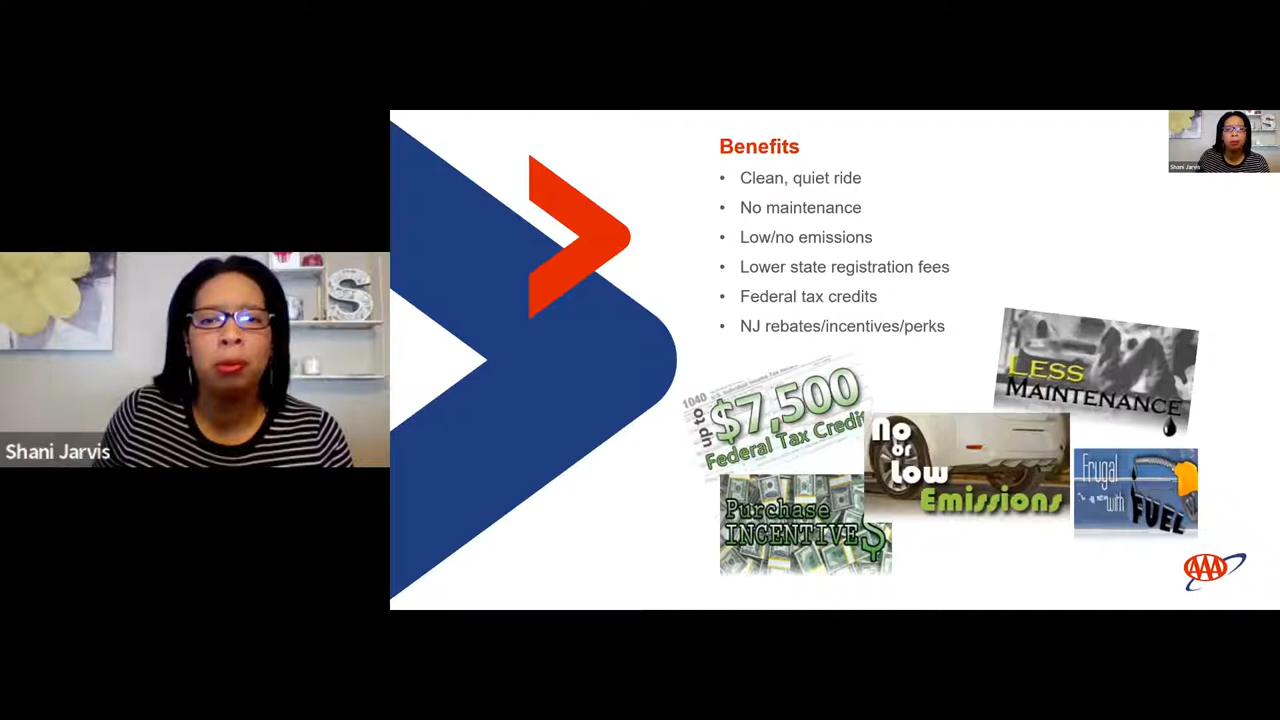 Benefits
• Clean, quiet ride
• No maintenance
• Low/no emissions
• Lower state registration fees
• Federal tax credits
• NJ rebates/incentives/perks
Shani Jarvis
Shani Jarvis
S
LESS
MAINTENANCE
1040
up to
$7,500
Federal Tax Credit
No
or
Low
Emissions
Frugal
with
FUEL
Purchase
INCENTIVE$
AAA